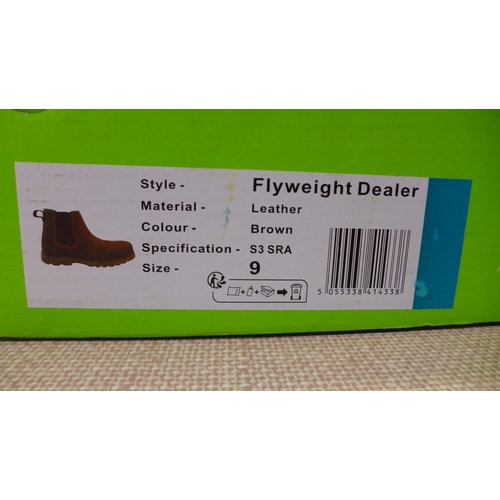 Style - Flyweight Dealer
Material - Leather
Colour - Brown
Specification - S3 SRA
Size - 9
5 055338 414338